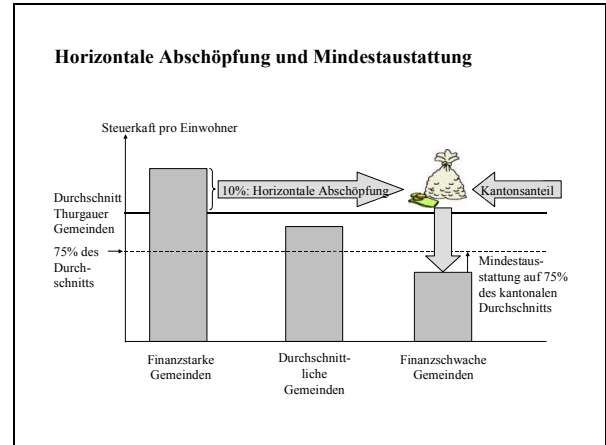 Horizontale Abschöpfung und Mindestaustattung
Steuerkaft pro Einwohner
10%: Horizontale Abschöpfung
Kantonsanteil
Durchschnitt
Thurgauer
Gemeinden
75% des
Durch-
schnitts
Mindestaus-
stattung auf 75%
des kantonalen
Durchschnitts
Finanzstarke
Gemeinden
Durchschnitt-
liche
Gemeinden
Finanzschwache
Gemeinden